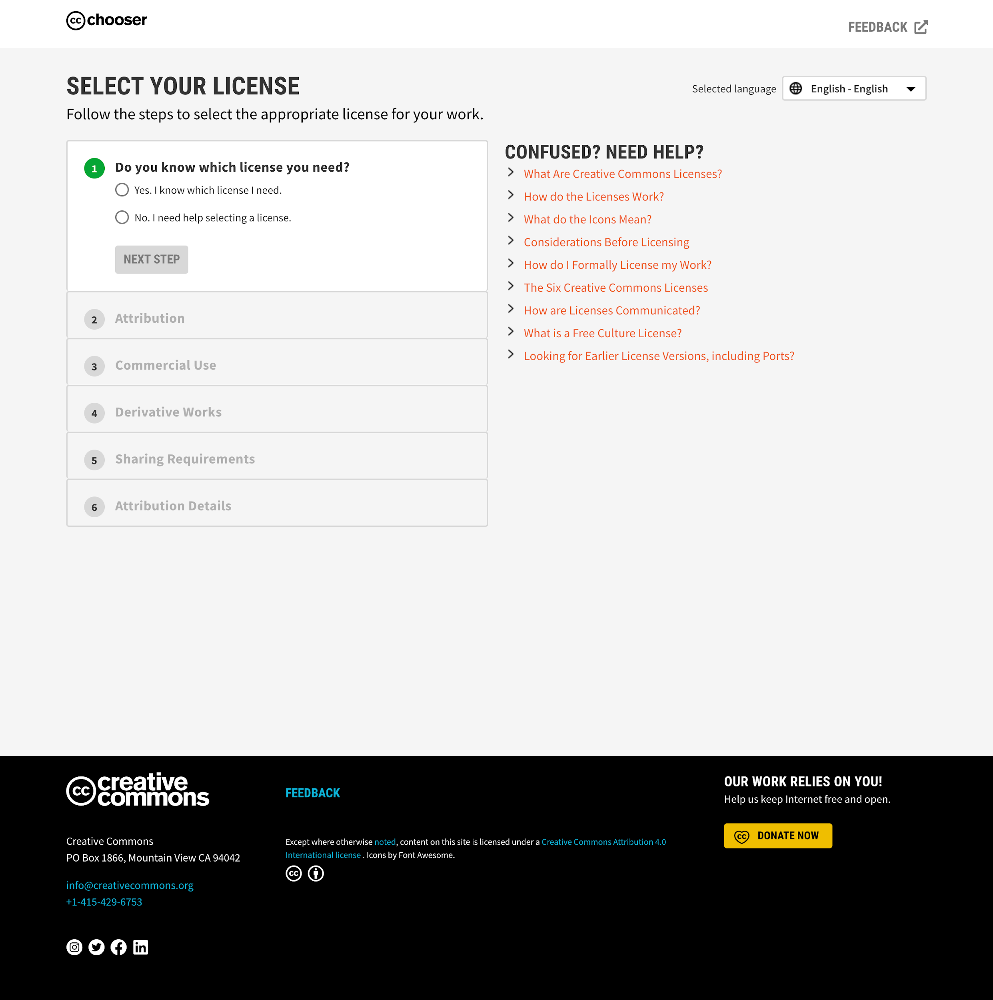 cc chooser
FEEDBACK
SELECT YOUR LICENSE
Follow the steps to select the appropriate license for your work.
Selected language
English - English
1 Do you know which license you need?
Yes. I know which license I need.
No. I need help selecting a license.
NEXT STEP
2 Attribution
3 Commercial Use
4 Derivative Works
5 Sharing Requirements
6 Attribution Details
CONFUSED? NEED HELP?
What Are Creative Commons Licenses?
How do the Licenses Work?
What do the Icons Mean?
Considerations Before Licensing
How do I Formally License my Work?
The Six Creative Commons Licenses
How are Licenses Communicated?
What is a Free Culture License?
Looking for Earlier License Versions, including Ports?
cc creative
commons
Creative Commons
PO Box 1866, Mountain View CA 94042
info@creativecommons.org
+1-415-429-6753
in
FEEDBACK
Except where otherwise noted, content on this site is licensed under a Creative Commons Attribution 4.0
International license . Icons by Font Awesome.
cc
OUR WORK RELIES ON YOU!
Help us keep Internet free and open.
cc DONATE NOW